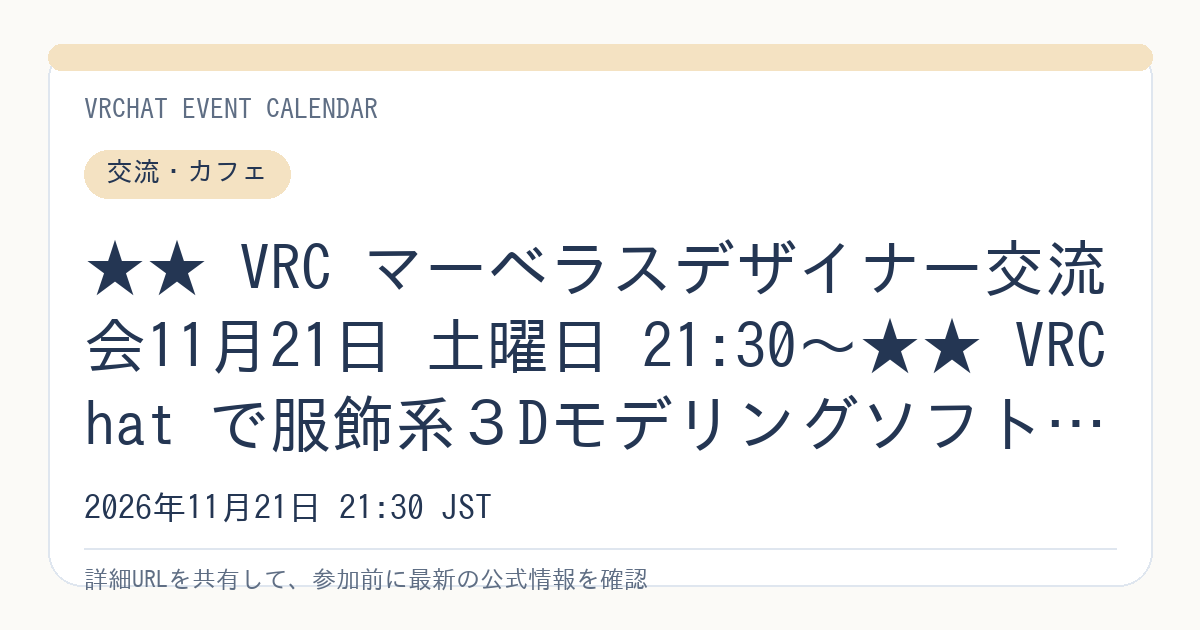 VRCHAT EVENT CALENDAR
交流・カフェ
★★ VRC マーベラスデザイナー交流
会11月21日 土曜日 21:30～★★ VRC
hat で服飾系３Dモデリングソフト…
2026年11月21日 21:30 JST
詳細URLを共有して、参加前に最新の公式情報を確認